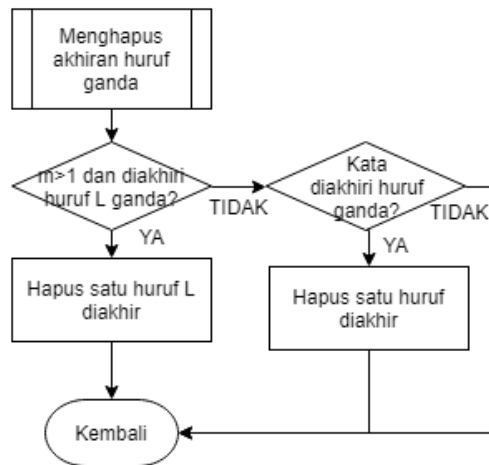 Menghapus
akhiran huruf
ganda
m>1 dan diakhiri
huruf L ganda?
TIDAK
Kata
diakhiri huruf
ganda?
TIDAK
YA
YA
Hapus satu huruf L
diakhir
Hapus satu huruf
diakhir
Kembali